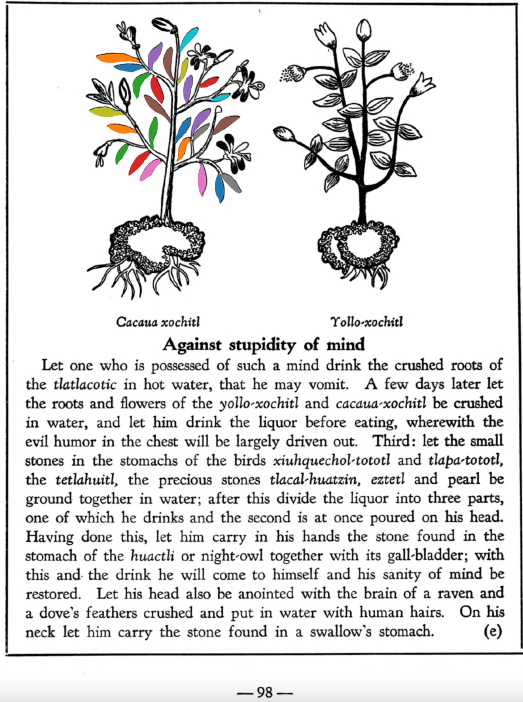 Cacaua xochitl
Yollo-xochitl
Against stupidity of mind
Let one who is possessed of such a mind drink the crushed roots of
the tlatlacotic in hot water, that he may vomit. A few days later let
the roots and flowers of the yollo-xochitl and cacaua-xochitl be crushed
in water, and let him drink the liquor before eating, wherewith the
evil humor in the chest will be largely driven out. Third: let the small
stones in the stomachs of the birds xiuhquechol-tototl and tlapa-tototl,
the tetlahuitl, the precious stones tlacal-huatzin, eztetl and pearl be
ground together in water; after this divide the liquor into three parts,
one of which he drinks and the second is at once poured on his head.
Having done this, let him carry in his hands the stone found in the
stomach of the huactli or night-owl together with its gall-bladder; with
this and the drink he will come to himself and his sanity of mind be
restored. Let his head also be anointed with the brain of a raven and
a dove's feathers crushed and put in water with human hairs. On his
neck let him carry the stone found in a swallow's stomach. (e)
— 98 —